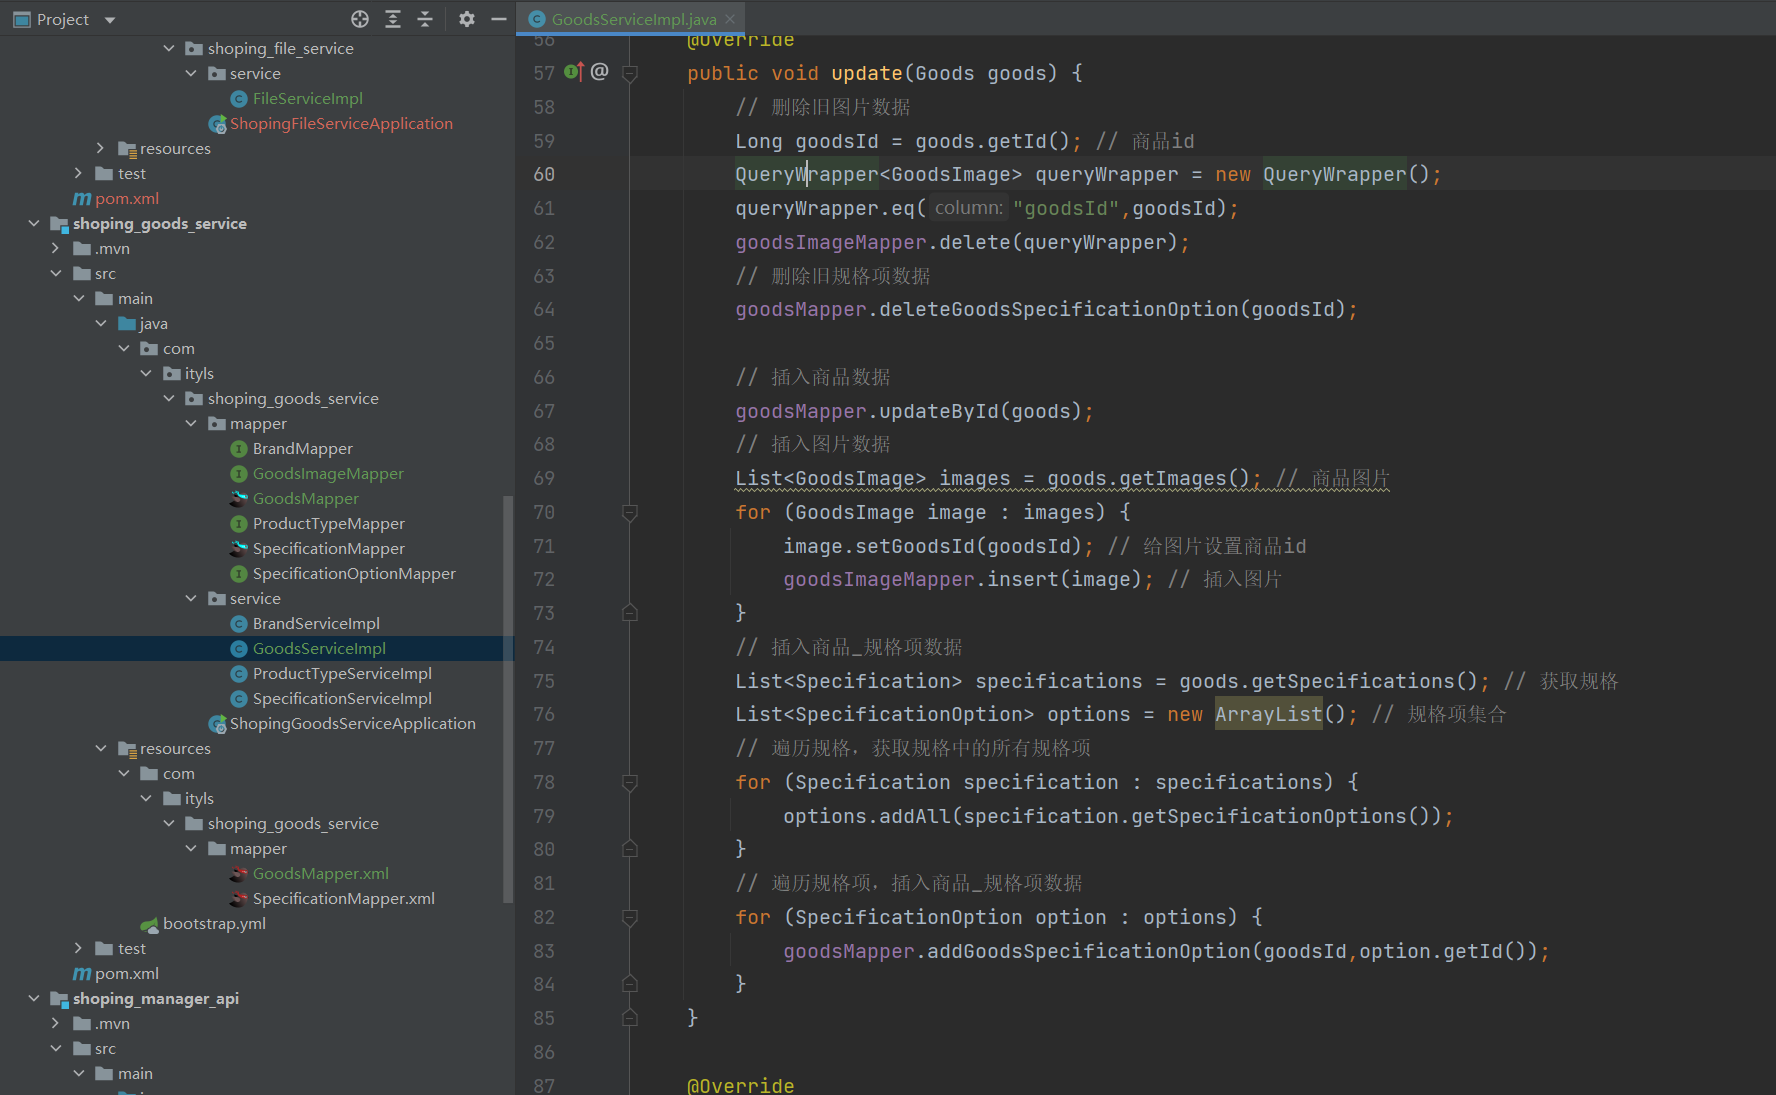 Project
shoping_file_service
service
FileServiceImpl
ShopingFileServiceApplication
resources
test
pom.xml
shoping_goods_service
.mvn
src
main
java
com
ityls
shoping_goods_service
mapper
BrandMapper
GoodsImageMapper
GoodsMapper
ProductTypeMapper
SpecificationMapper
SpecificationOptionMapper
service
BrandServiceImpl
GoodsServiceImpl
ProductTypeServiceImpl
SpecificationServiceImpl
ShopingGoodsServiceApplication
resources
com
ityls
shoping_goods_service
mapper
GoodsMapper.xml
SpecificationMapper.xml
bootstrap.yml
test
pom.xml
shoping_manager_api
.mvn
src
main
GoodsServiceImpl.java
56 @Override
57 public void update(Goods goods) {
58 // 删除旧图片数据
59 Long goodsId = goods.getId(); // 商品id
60 QueryWrapper<GoodsImage> queryWrapper = new QueryWrapper();
61 queryWrapper.eq( column: "goodsId",goodsId);
62 goodsImageMapper.delete(queryWrapper);
63 // 删除旧规格项数据
64 goodsMapper.deleteGoodsSpecificationOption(goodsId);
65
66 // 插入商品数据
67 goodsMapper.updateById(goods);
68 // 插入图片数据
69 List<GoodsImage> images = goods.getImages(); // 商品图片
70 for (GoodsImage image : images) {
71 image.setGoodsId(goodsId); // 给图片设置商品id
72 goodsImageMapper.insert(image); // 插入图片
73 }
74 // 插入商品_规格项数据
75 List<Specification> specifications = goods.getSpecifications(); // 获取规格
76 List<SpecificationOption> options = new ArrayList(); // 规格项集合
77 // 遍历规格，获取规格中的所有规格项
78 for (Specification specification : specifications) {
79 options.addAll(specification.getSpecificationOptions());
80 }
81 // 遍历规格项，插入商品_规格项数据
82 for (SpecificationOption option : options) {
83 goodsMapper.addGoodsSpecificationOption(goodsId,option.getId());
84 }
85 }
86
87 @Override